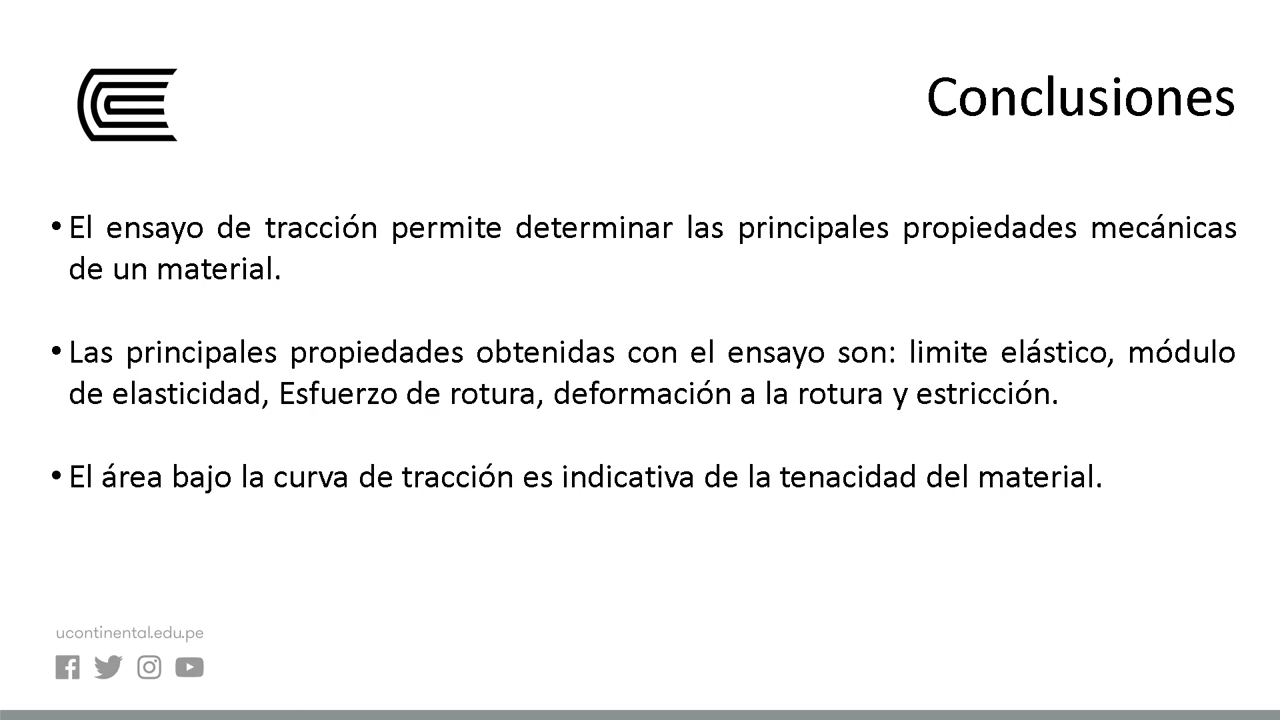 Conclusiones
• El ensayo de tracción permite determinar las principales propiedades mecánicas
de un material.
• Las principales propiedades obtenidas con el ensayo son: limite elástico, módulo
de elasticidad, Esfuerzo de rotura, deformación a la rotura y estricción.
• El área bajo la curva de tracción es indicativa de la tenacidad del material.
ucontinental.edu.pe